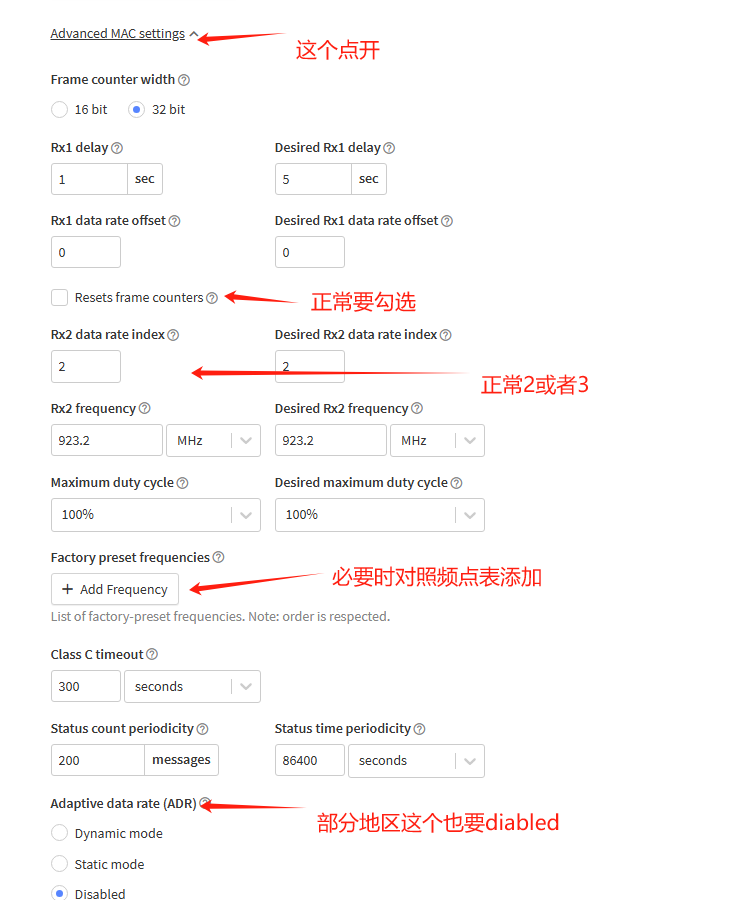 Advanced MAC settings
这个点开
Frame counter width
16 bit 32 bit
Rx1 delay Desired Rx1 delay
1 sec 5 sec
Rx1 data rate offset Desired Rx1 data rate offset
0 0
Resets frame counters 正常要勾选
Rx2 data rate index Desired Rx2 data rate index
2 2
正常2或者3
Rx2 frequency Desired Rx2 frequency
923.2 MHz 923.2 MHz
Maximum duty cycle Desired maximum duty cycle
100% 100%
Factory preset frequencies
必要时对照频点表添加
+ Add Frequency
List of factory-preset frequencies. Note: order is respected.
Class C timeout
300 seconds
Status count periodicity Status time periodicity
200 messages 86400 seconds
Adaptive data rate (ADR)
部分地区这个也要diabled
Dynamic mode
Static mode
Disabled